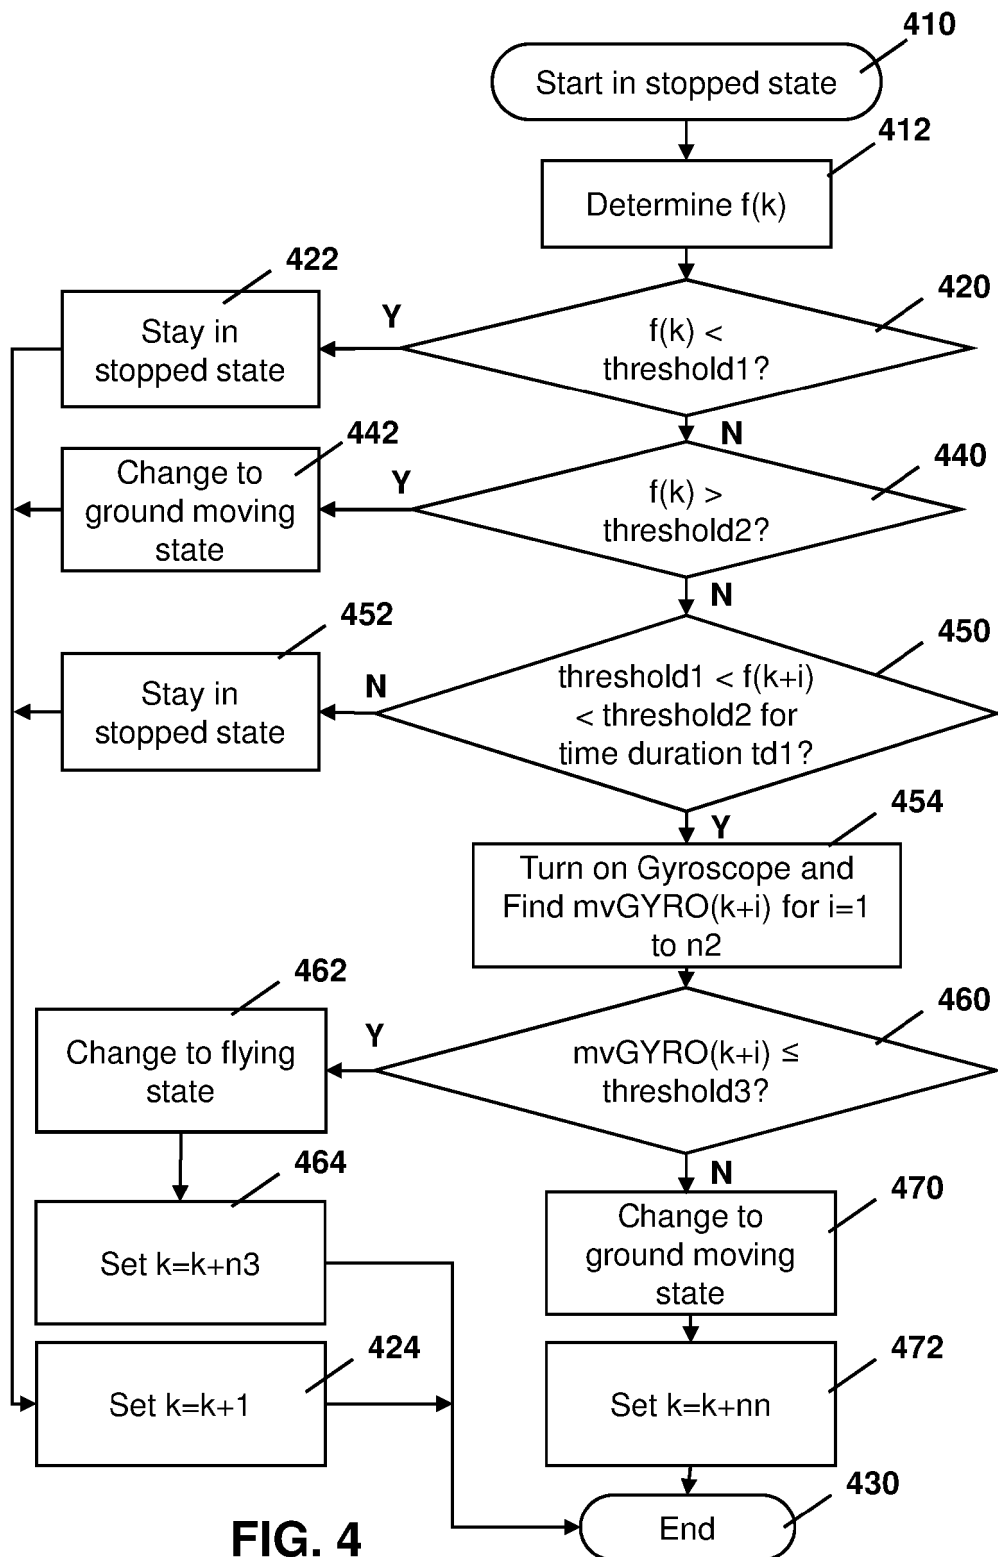 410
Start in stopped state
412
Determine f(k)
422
420
Stay in
stopped state
Y
f(k) <
threshold1?
N
442
440
Change to
ground moving
state
Y
f(k) >
threshold2?
N
452
450
Stay in
stopped state
N
threshold1 < f(k+i)
< threshold2 for
time duration td1?
Y
454
Turn on Gyroscope and
Find mvGYRO(k+i) for i=1
to n2
462
460
Change to flying
state
Y
mvGYRO(k+i) ≤
threshold3?
N
464
470
Set k=k+n3
Change to
ground moving
state
424
472
Set k=k+1
Set k=k+nn
430
End
FIG. 4